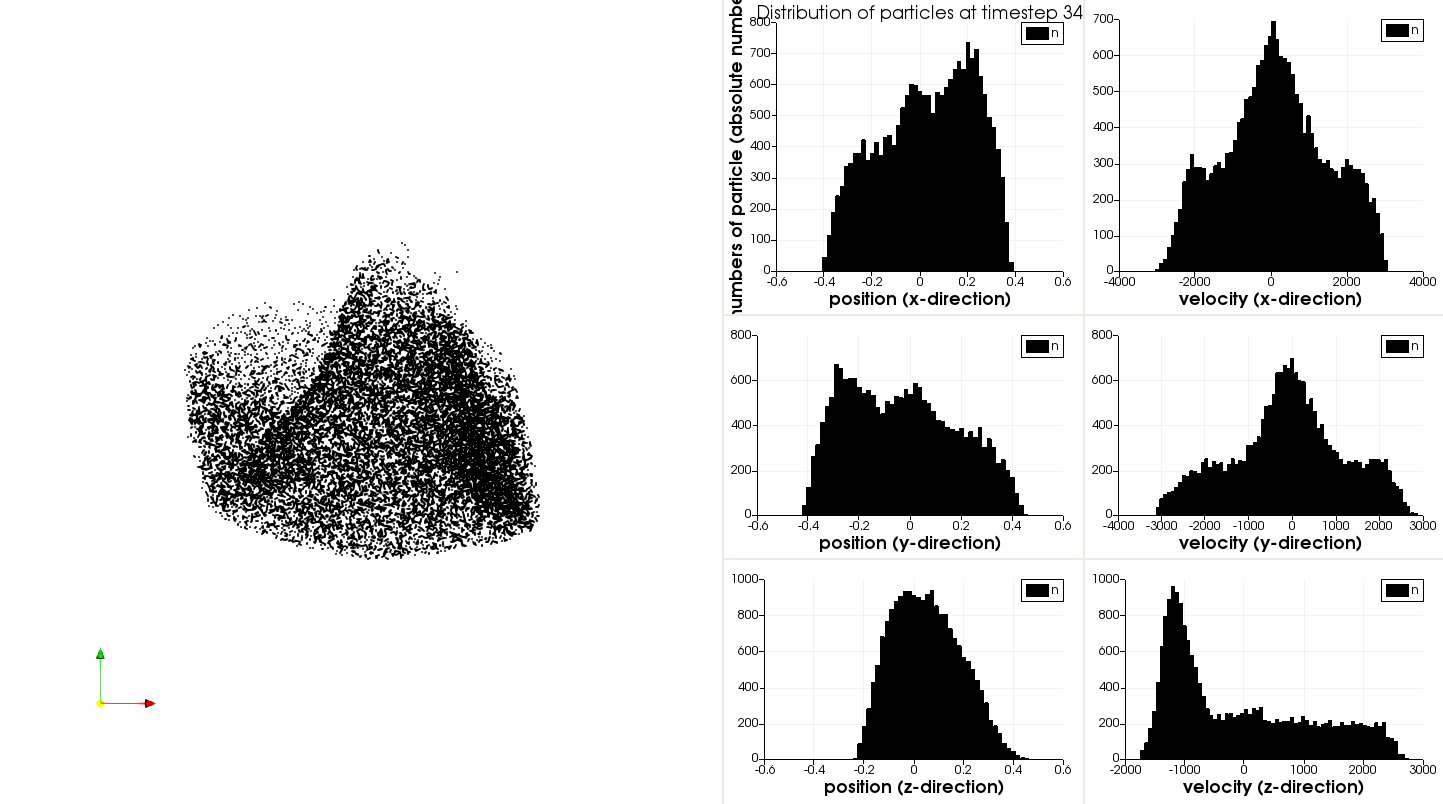 Distribution of particles at timestep 34
numbers of particle (absolute numbe
800
700
600
500
400
300
200
100
0
-0.6 -0.4 -0.2 0 0.2 0.4 0.6
position (x-direction)
n
700
600
500
400
300
200
100
0
-4000 -2000 0 2000 4000
velocity (x-direction)
n
800
600
400
200
0
-0.6 -0.4 -0.2 0 0.2 0.4 0.6
position (y-direction)
n
800
600
400
200
0
-4000 -3000 -2000 -1000 0 1000 2000 3000
velocity (y-direction)
n
1000
800
600
400
200
0
-0.6 -0.4 -0.2 0 0.2 0.4 0.6
position (z-direction)
n
1000
800
600
400
200
0
-2000 -1000 0 1000 2000 3000
velocity (z-direction)
n